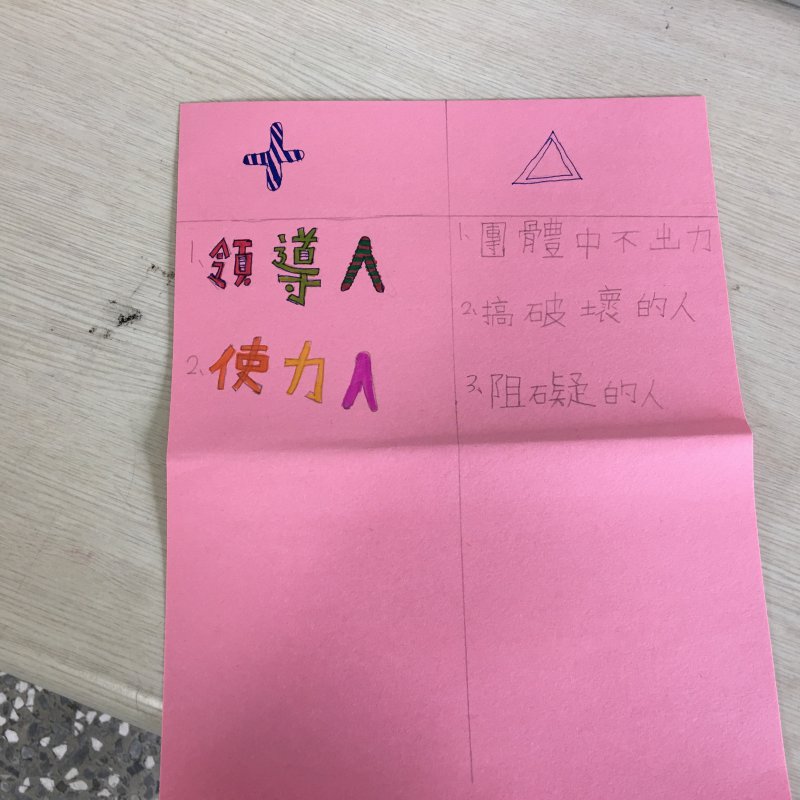 1、領導人
2、使力人
1、團體中不出力
2、搞破壞的人
3、阻礙的人